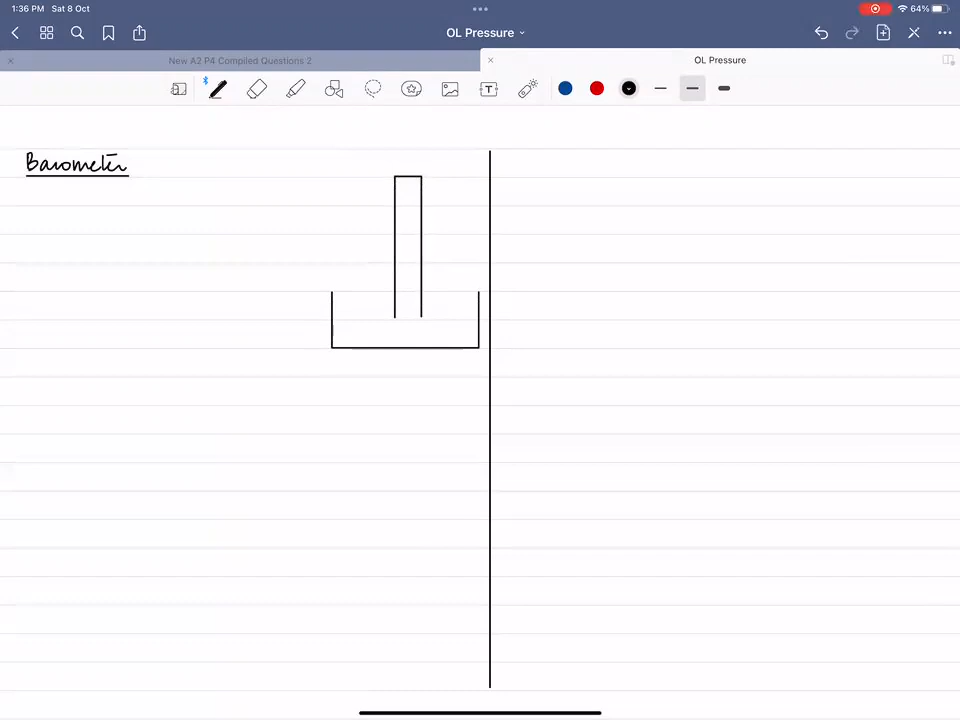 1:36 PM Sat 8 Oct
64%
OL Pressure
New A2 P4 Compiled Questions 2
OL Pressure
T
Barometer